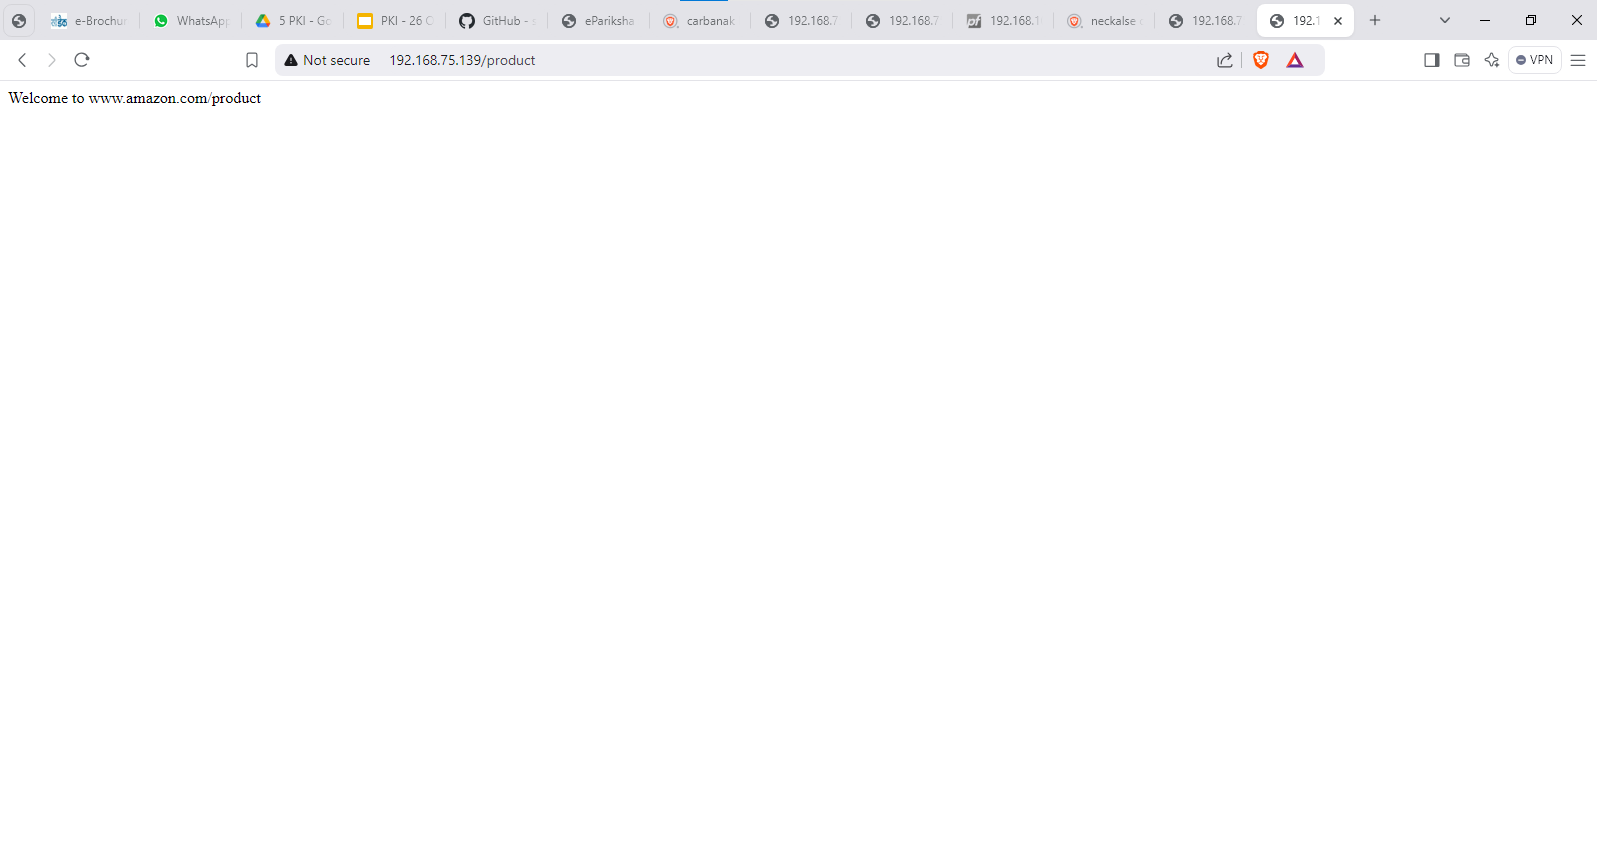 e-Brochur
WhatsApp
5 PKI - Go
PKI - 26 O
GitHub - s
ePariksha
carbanak
192.168.7
192.168.7
192.168.1
neckalse c
192.168.7
192.1
Not secure 192.168.75.139/product
VPN
Welcome to www.amazon.com/product